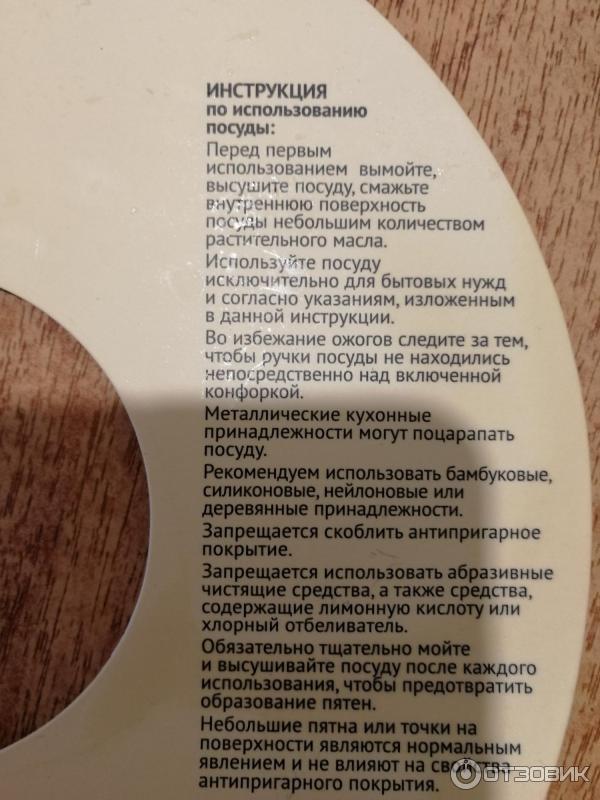 ИНСТРУКЦИЯ
по использованию
посуды:
Перед первым
использованием вымойте,
высушите посуду, смажьте
внутреннюю поверхность
посуды небольшим количеством
растительного масла.
Используйте посуду
исключительно для бытовых нужд
и согласно указаниям, изложенным
в данной инструкции.
Во избежание ожогов следите за тем,
чтобы ручки посуды не находились
непосредственно над включенной
конфоркой.
Металлические кухонные
принадлежности могут поцарапать
посуду.
Рекомендуем использовать бамбуковые,
силиконовые, нейлоновые или
деревянные принадлежности.
Запрещается скоблить антипригарное
покрытие.
Запрещается использовать абразивные
чистящие средства, а также средства,
содержащие лимонную кислоту или
хлорный отбеливатель.
Обязательно тщательно мойте
и высушивайте посуду после каждого
использования, чтобы предотвратить
образование пятен.
Небольшие пятна или точки на
поверхности являются нормальным
явлением и не влияют на свойства
антипригарного покрытия.
ОТЗОВИК